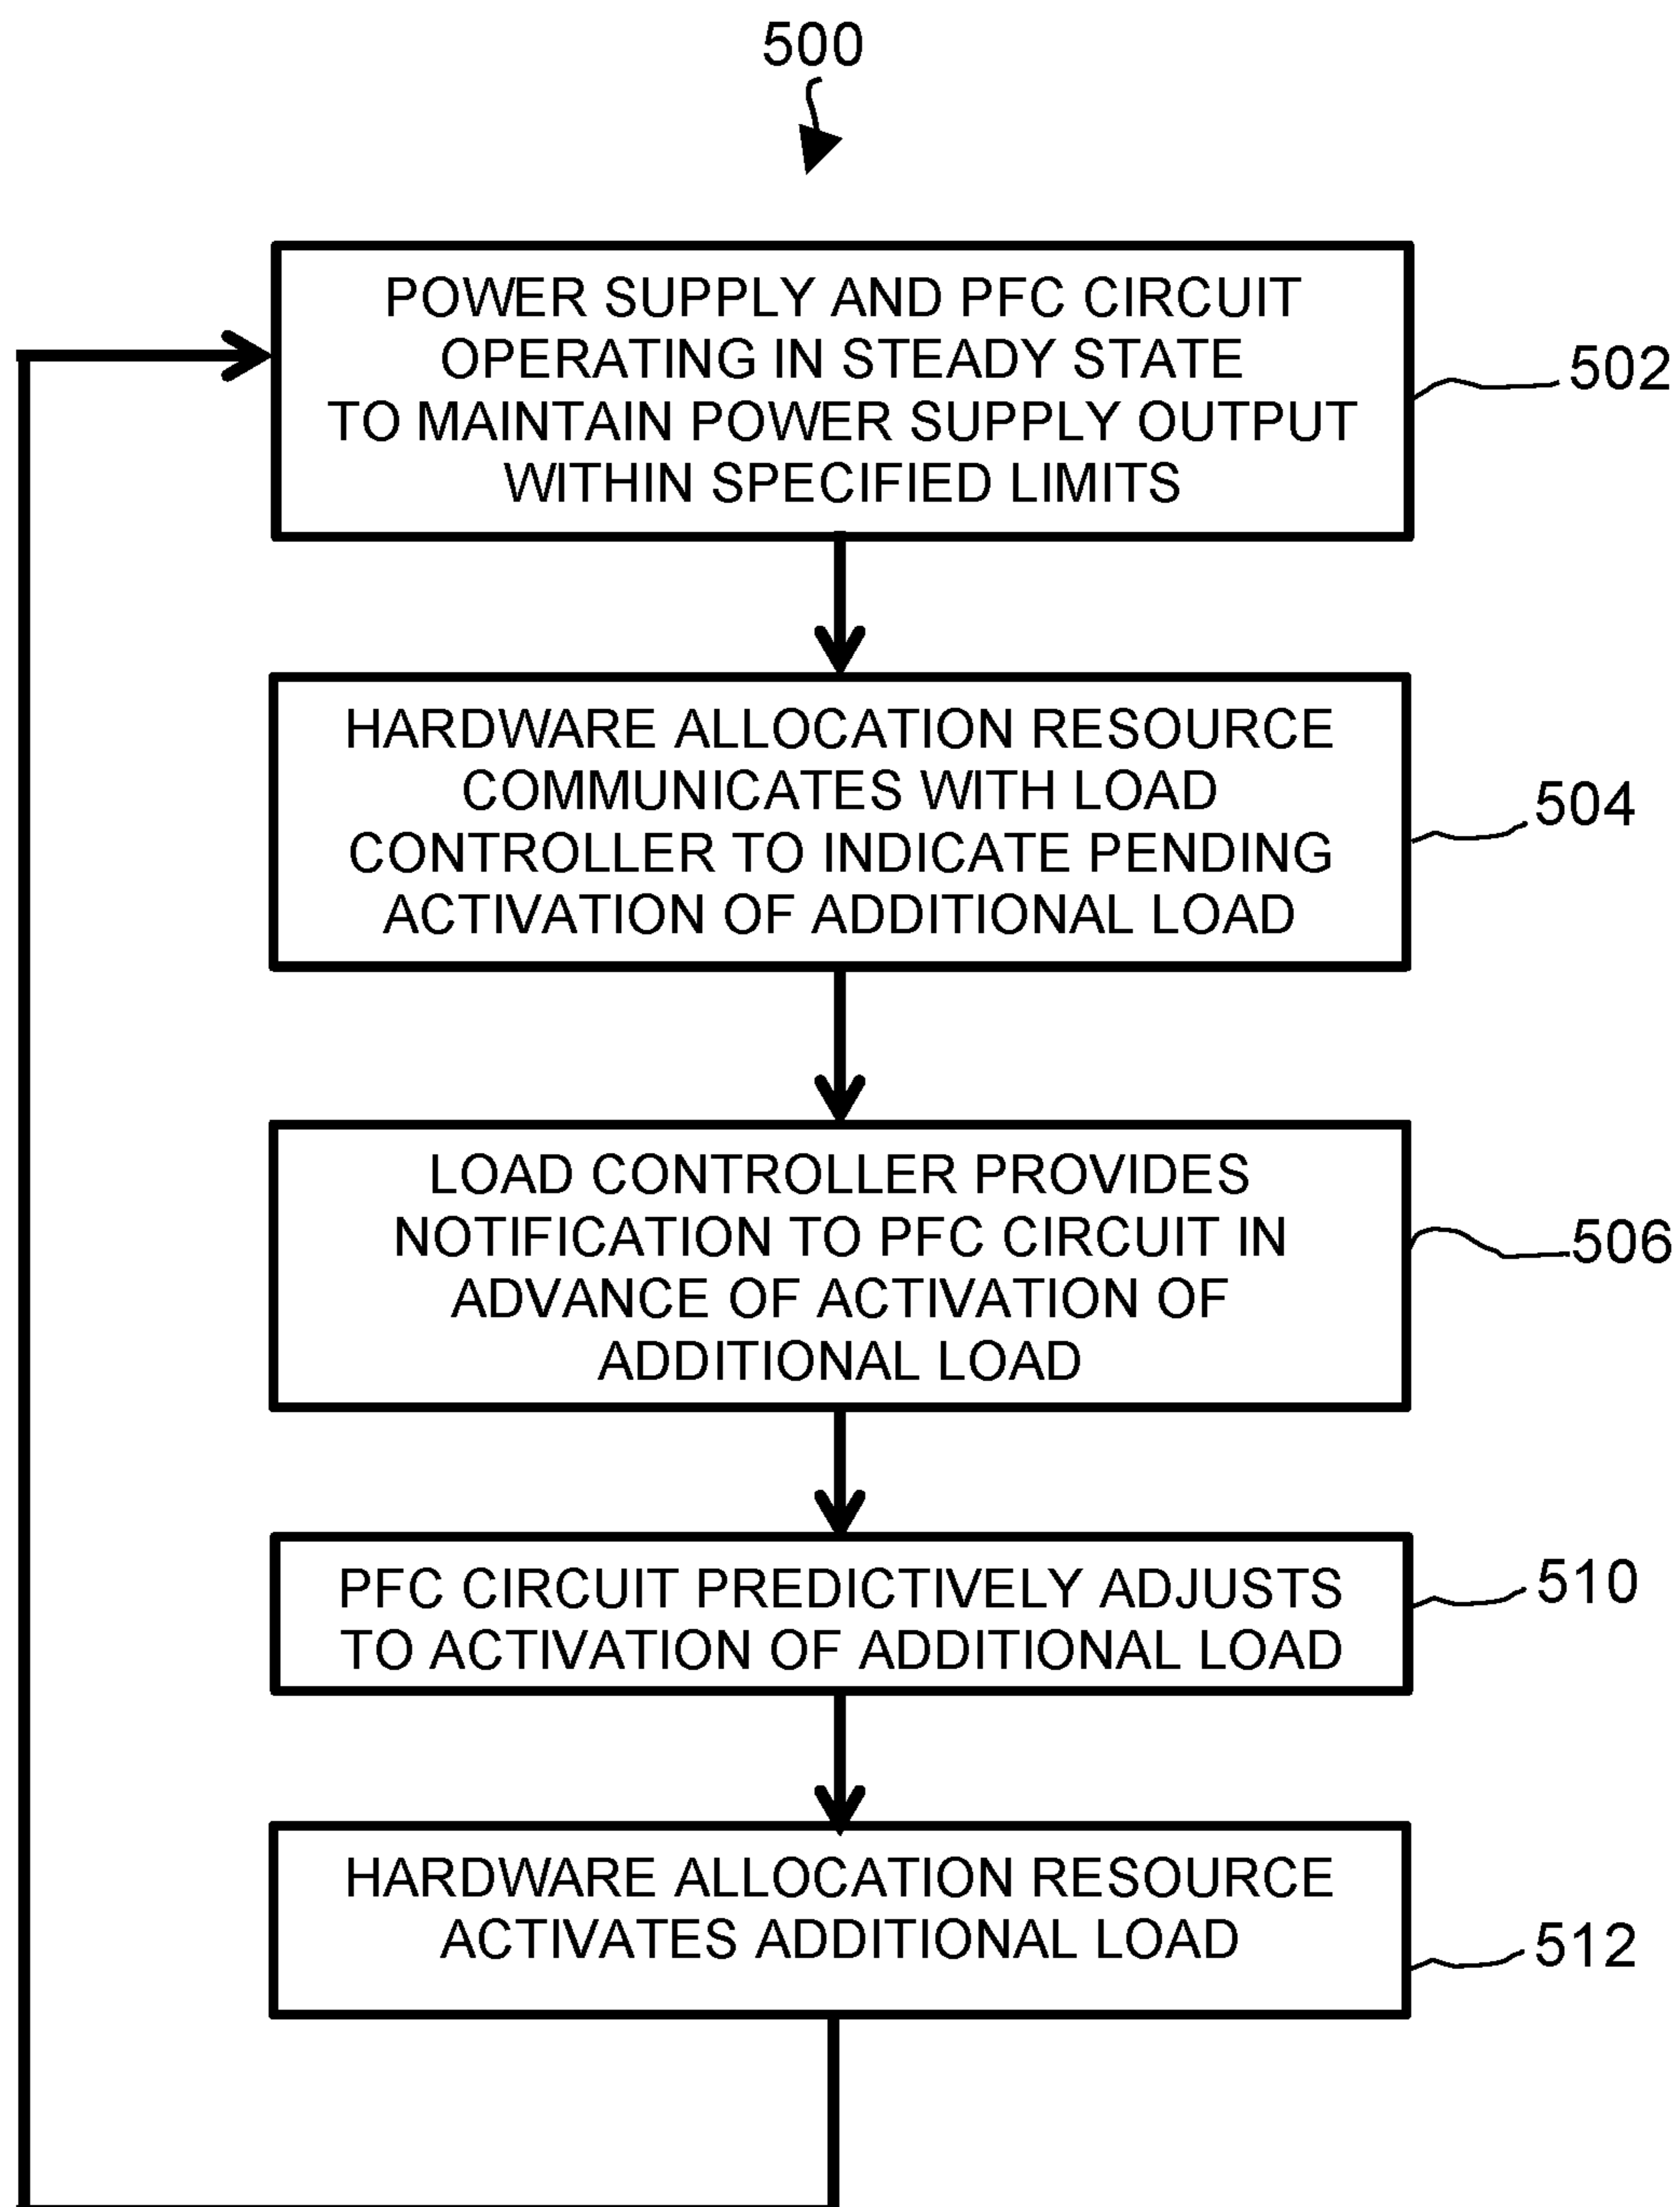 500
POWER SUPPLY AND PFC CIRCUIT
OPERATING IN STEADY STATE
TO MAINTAIN POWER SUPPLY OUTPUT
WITHIN SPECIFIED LIMITS
502
HARDWARE ALLOCATION RESOURCE
COMMUNICATES WITH LOAD
CONTROLLER TO INDICATE PENDING
ACTIVATION OF ADDITIONAL LOAD
504
LOAD CONTROLLER PROVIDES
NOTIFICATION TO PFC CIRCUIT IN
ADVANCE OF ACTIVATION OF
ADDITIONAL LOAD
506
PFC CIRCUIT PREDICTIVELY ADJUSTS
TO ACTIVATION OF ADDITIONAL LOAD
510
HARDWARE ALLOCATION RESOURCE
ACTIVATES ADDITIONAL LOAD
512